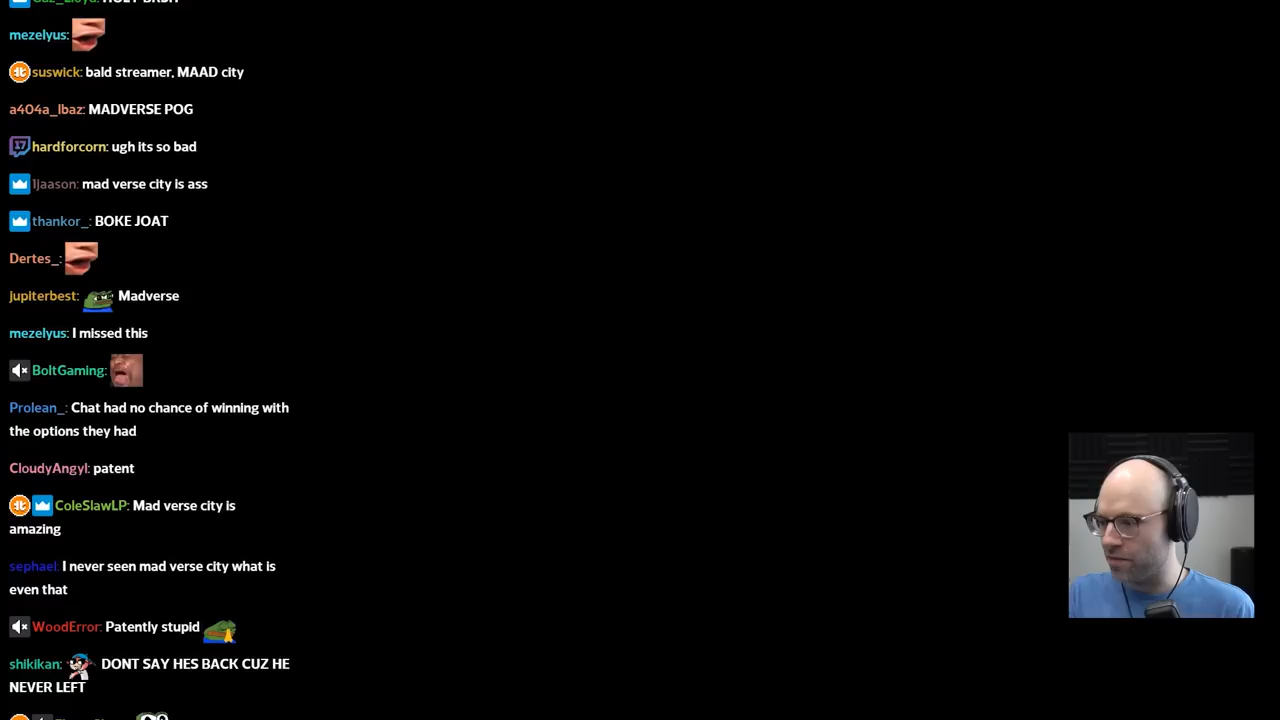 mezelyus:
suswick: bald streamer, MAAD city
a404a_lbaz: MADVERSE POG
hardforcorn: ugh its so bad
1jaason: mad verse city is ass
thankor_: BOKE JOAT
Dertes_:
jupiterbest: Madverse
mezelyus: I missed this
BoltGaming:
Prolean_: Chat had no chance of winning with
the options they had
CloudyAngyl: patent
ColeSlawLP: Mad verse city is
amazing
sephael: I never seen mad verse city what is
even that
WoodError: Patently stupid
shikikan: DONT SAY HES BACK CUZ HE
NEVER LEFT